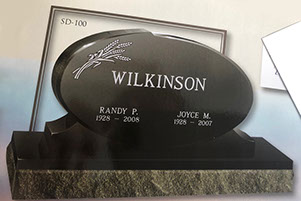 SD-100
WILKINSON
RANDY P.
1928 – 2008
JOYCE M.
1928 – 2007